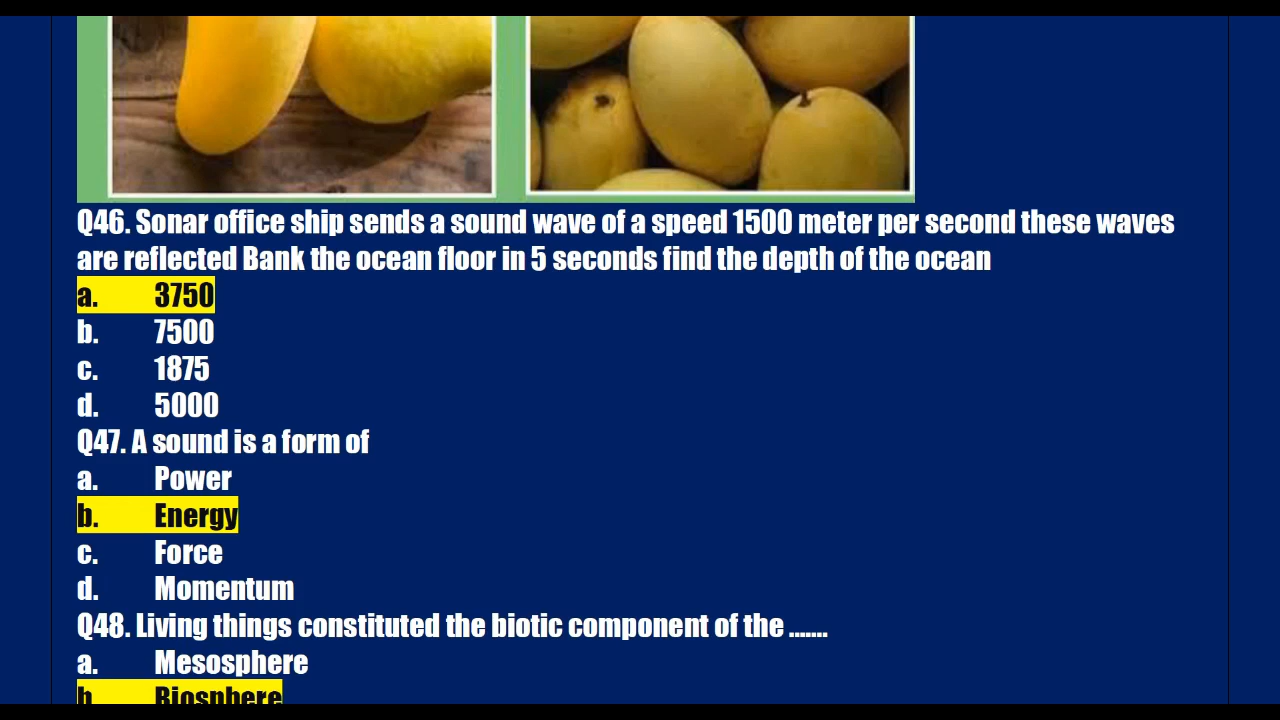 Q46. Sonar office ship sends a sound wave of a speed 1500 meter per second these waves
are reflected Bank the ocean floor in 5 seconds find the depth of the ocean
a. 3750
b. 7500
c. 1875
d. 5000
Q47. A sound is a form of
a. Power
b. Energy
c. Force
d. Momentum
Q48. Living things constituted the biotic component of the .......
a. Mesosphere
b. Biosphere